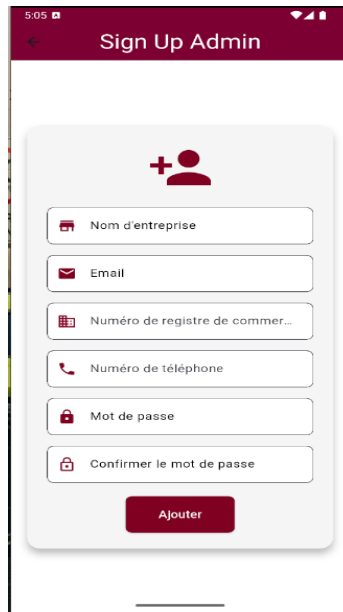 5:05
Sign Up Admin
Nom d'entreprise
Email
Numéro de registre de commer...
Numéro de téléphone
Mot de passe
Confirmer le mot de passe
Ajouter